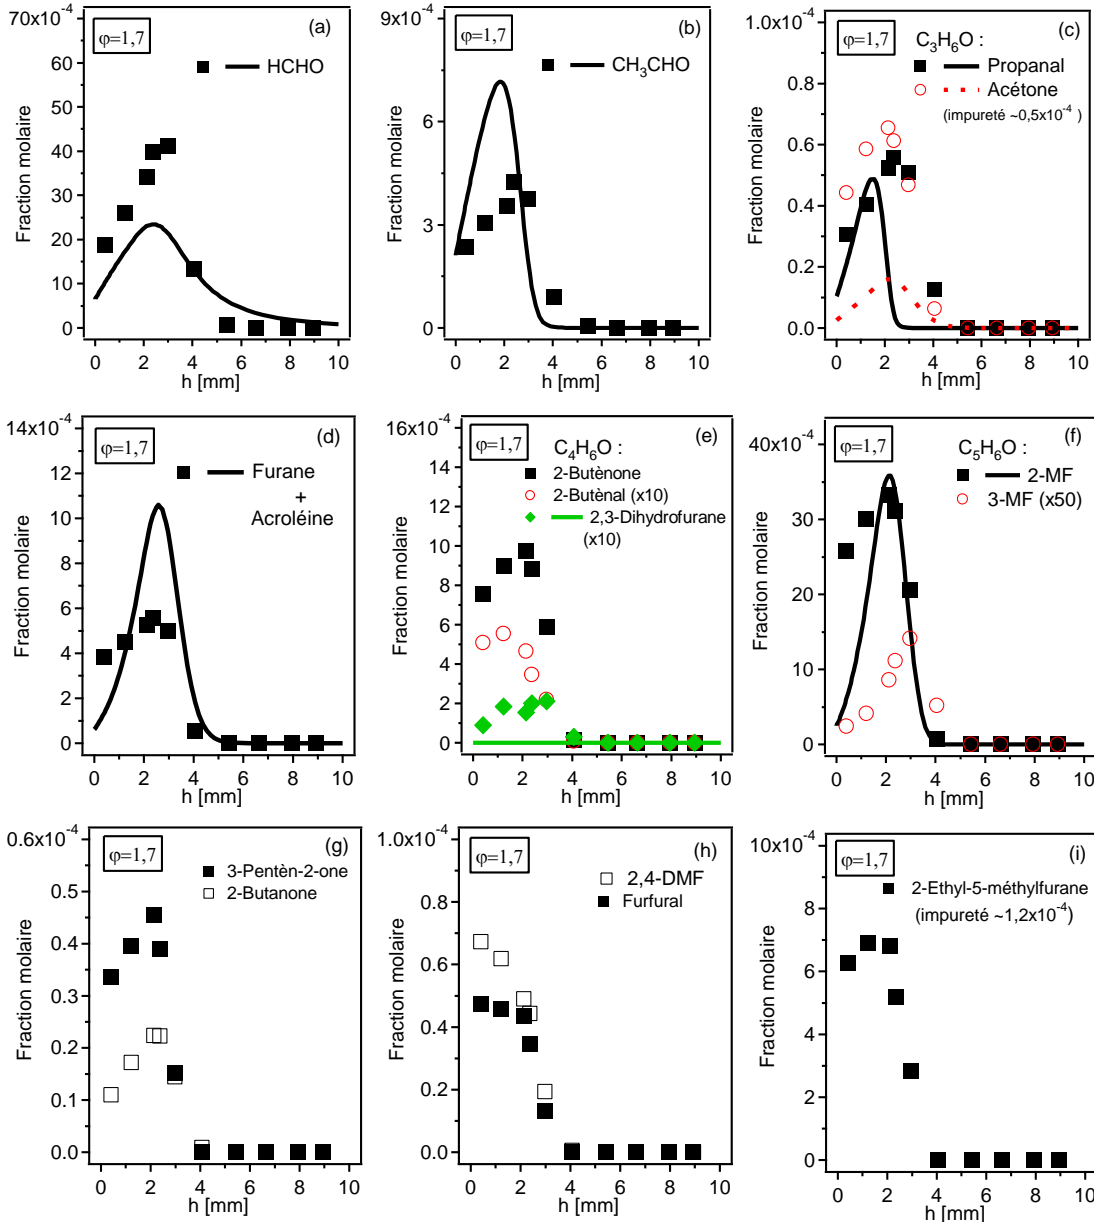 70x10-4
60
50
40
30
20
10
0
φ=1,7
(a)
HCHO
Fraction molaire
0 2 4 6 8 10
h [mm]
9x10-4
6
3
0
φ=1,7
(b)
CH3CHO
Fraction molaire
0 2 4 6 8 10
h [mm]
1.0x10-4
0.8
0.6
0.4
0.2
0.0
φ=1,7
(c)
C3H6O :
Propanal
Acétone
(impureté ~0,5x10-4 )
Fraction molaire
0 2 4 6 8 10
h [mm]
14x10-4
12
10
8
6
4
2
0
φ=1,7
(d)
Furane
+
Acroléine
Fraction molaire
0 2 4 6 8 10
h [mm]
16x10-4
14
12
10
8
6
4
2
0
φ=1,7
(e)
C4H6O :
2-Butènone
2-Butènal (x10)
2,3-Dihydrofurane
(x10)
Fraction molaire
0 2 4 6 8 10
h [mm]
40x10-4
30
20
10
0
φ=1,7
(f)
C5H6O :
2-MF
3-MF (x50)
Fraction molaire
0 2 4 6 8 10
h [mm]
0.6x10-4
0.5
0.4
0.3
0.2
0.1
0.0
φ=1,7
(g)
3-Pentèn-2-one
2-Butanone
Fraction molaire
0 2 4 6 8 10
h [mm]
1.0x10-4
0.8
0.6
0.4
0.2
0.0
φ=1,7
(h)
2,4-DMF
Furfural
Fraction molaire
0 2 4 6 8 10
h [mm]
10x10-4
8
6
4
2
0
φ=1,7
(i)
2-Ethyl-5-méthylfurane
(impureté ~1,2x10-4)
Fraction molaire
0 2 4 6 8 10
h [mm]